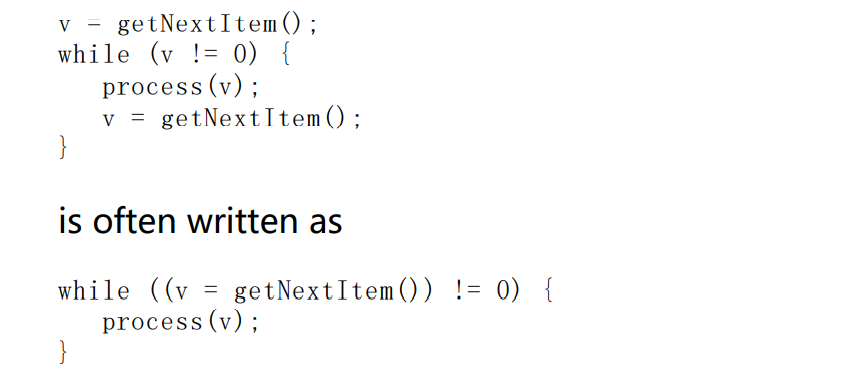 v = getNextItem();
while (v != 0) {
process(v);
v = getNextItem();
}
is often written as
while ((v = getNextItem()) != 0) {
process(v);
}